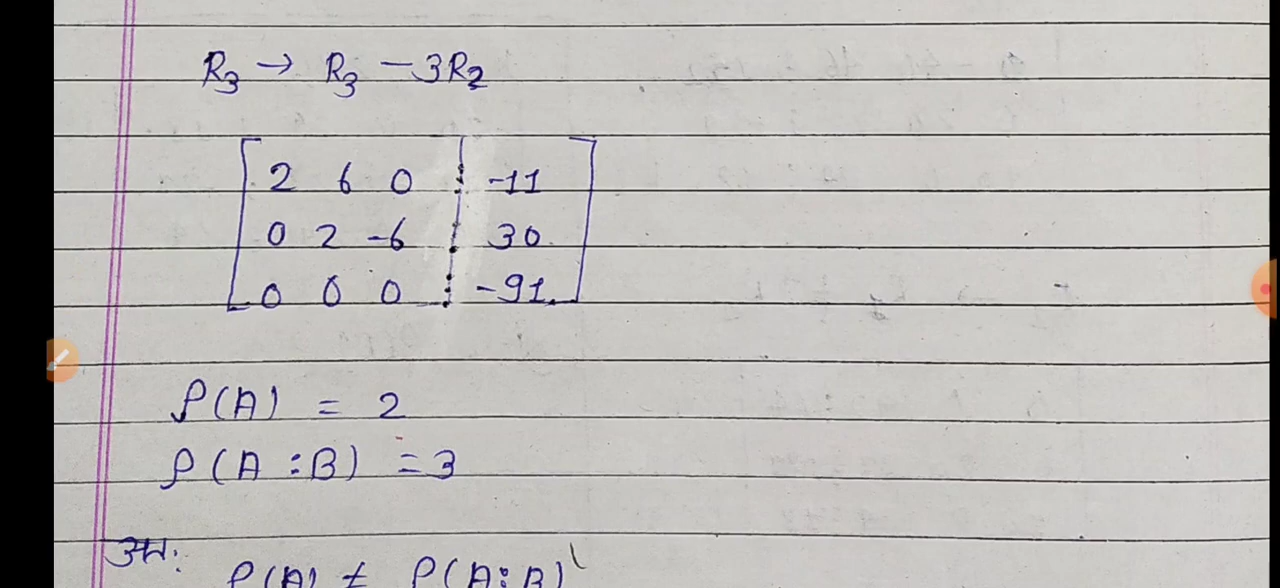 R₃ → R₃ - 3R₂
2 6 0 ⋮ -11
0 2 -6 ⋮ 30
0 0 0 ⋮ -91
ρ(A) = 2
ρ(A:B) = 3
अतः
ρ(A) ≠ ρ(A:B)